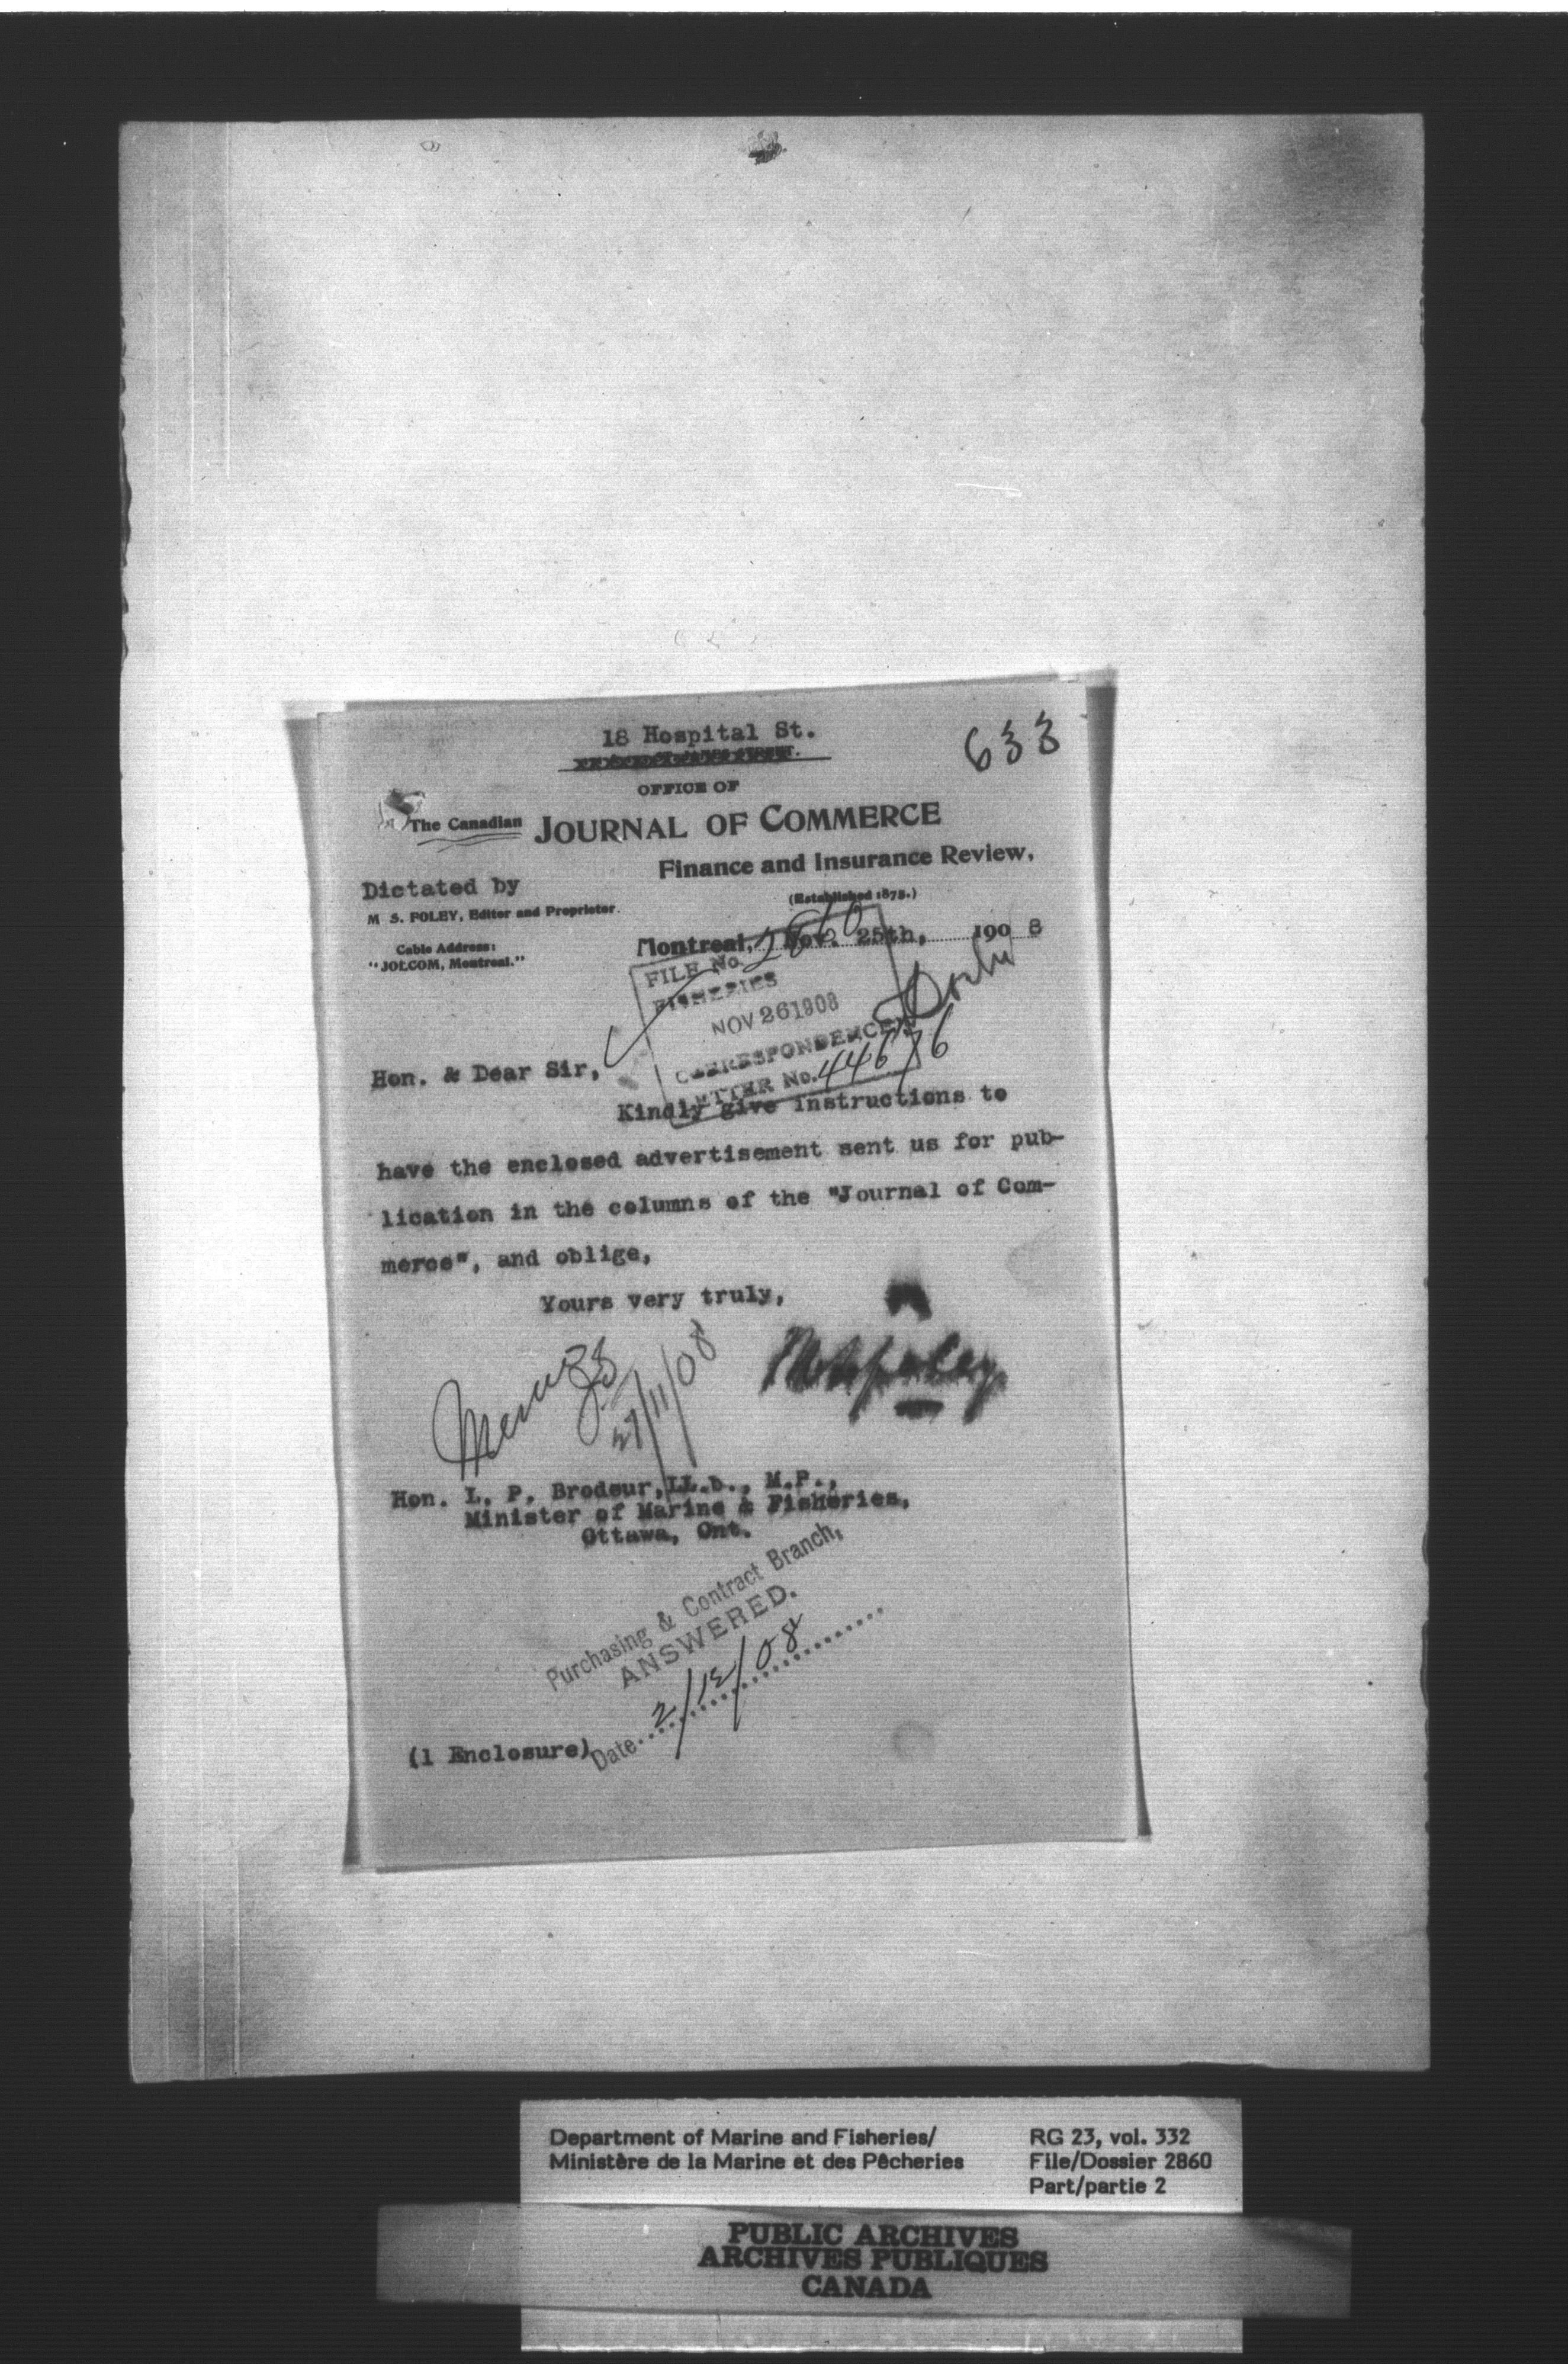 18 Hospital St.
633
OFFICE OF
The Canadian JOURNAL OF COMMERCE
Finance and Insurance Review,
(Established 1875.)
Dictated by
M S. FOLEY, Editor and Proprietor.
Cable Address:
"JOLCOM, Montreal."
Montreal, Nov. 25th, 1908
FILE No. 2860
FISHERIES
NOV 26 1908
CORRESPONDENCE
LETTER No. 44676
Hon. & Dear Sir,
Kindly give instructions to
have the enclosed advertisement sent us for pub-
lication in the columns of the "Journal of Com-
merce", and oblige,
Yours very truly,
M S Foley
27/11/08
Hon. L. P. Brodeur, LL.D., M.P.,
Minister of Marine & Fisheries,
Ottawa, Ont.
Purchasing & Contract Branch,
ANSWERED.
Date 2/12/08
(1 Enclosure)
Department of Marine and Fisheries/
Ministère de la Marine et des Pêcheries
RG 23, vol. 332
File/Dossier 2860
Part/partie 2
PUBLIC ARCHIVES
ARCHIVES PUBLIQUES
CANADA